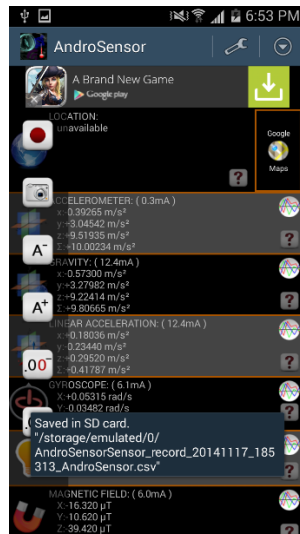 6:53 PM
AndroSensor
A Brand New Game
Google play
LOCATION:
unavailable
Google
Maps
?
ACCELEROMETER: ( 0.3mA )
x:-0.39265 m/s²
y:+3.04542 m/s²
z:+9.51935 m/s²
Σ:+10.00234 m/s²
?
A-
GRAVITY: ( 12.4mA )
x:-0.57300 m/s²
y:+3.27982 m/s²
z:+9.22414 m/s²
Σ:+9.80665 m/s²
?
A+
LINEAR ACCELERATION: ( 12.4mA )
x:+0.18036 m/s²
y:-0.23440 m/s²
z:+0.29520 m/s²
Σ:+0.41787 m/s²
?
.00-
GYROSCOPE: ( 6.1mA )
X:+0.05315 rad/s
Y:-0.03482 rad/s
Saved in SD card.
"/storage/emulated/0/
AndroSensorSensor_record_20141117_185
313_AndroSensor.csv"
MAGNETIC FIELD: ( 6.0mA )
X:-16.320 µT
Y:-10.620 µT
Z:-39.420 µT
?